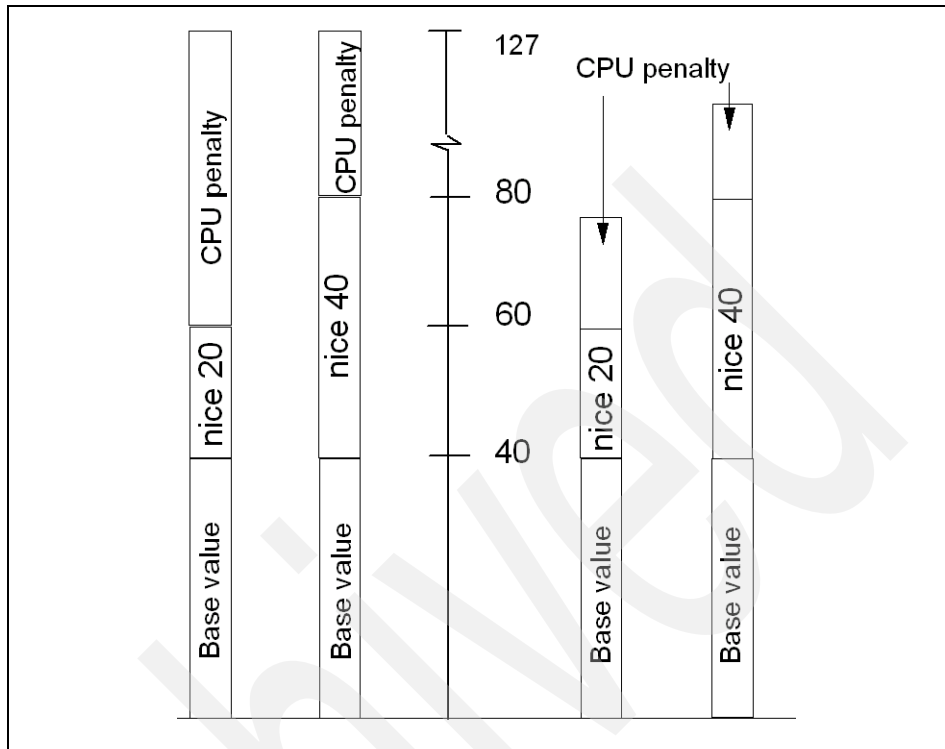 CPU penalty
nice 20
Base value
CPU penalty
nice 40
Base value
127
80
60
40
CPU penalty
nice 20
Base value
nice 40
Base value